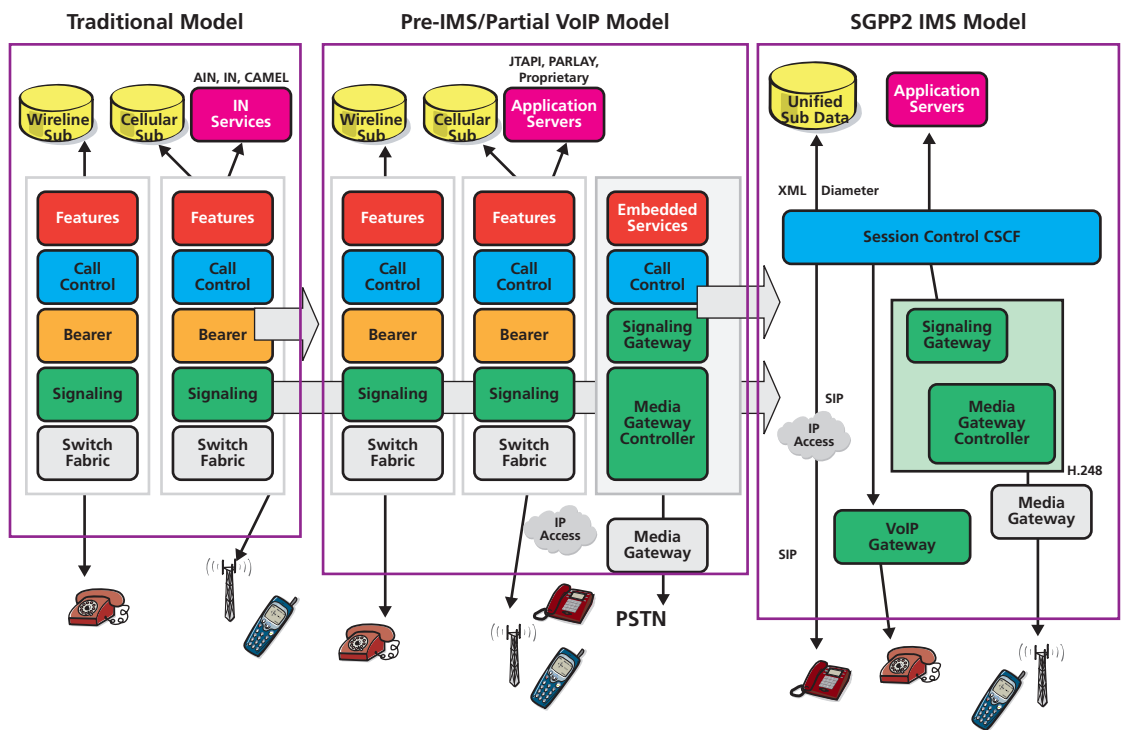 Traditional Model
AIN, IN, CAMEL
Wireline
Sub
Cellular
Sub
IN
Services
Features
Call
Control
Bearer
Signaling
Switch
Fabric
Features
Call
Control
Bearer
Signaling
Switch
Fabric
Pre-IMS/Partial VoIP Model
JTAPI, PARLAY,
Proprietary
Wireline
Sub
Cellular
Sub
Application
Servers
Features
Call
Control
Bearer
Signaling
Switch
Fabric
Features
Call
Control
Bearer
Signaling
Switch
Fabric
Embedded
Services
Call
Control
Signaling
Gateway
Media
Gateway
Controller
IP
Access
Media
Gateway
PSTN
SGPP2 IMS Model
Unified
Sub Data
Application
Servers
XML
Diameter
Session Control CSCF
Signaling
Gateway
Media
Gateway
Controller
SIP
IP
Access
H.248
Media
Gateway
VoIP
Gateway
SIP